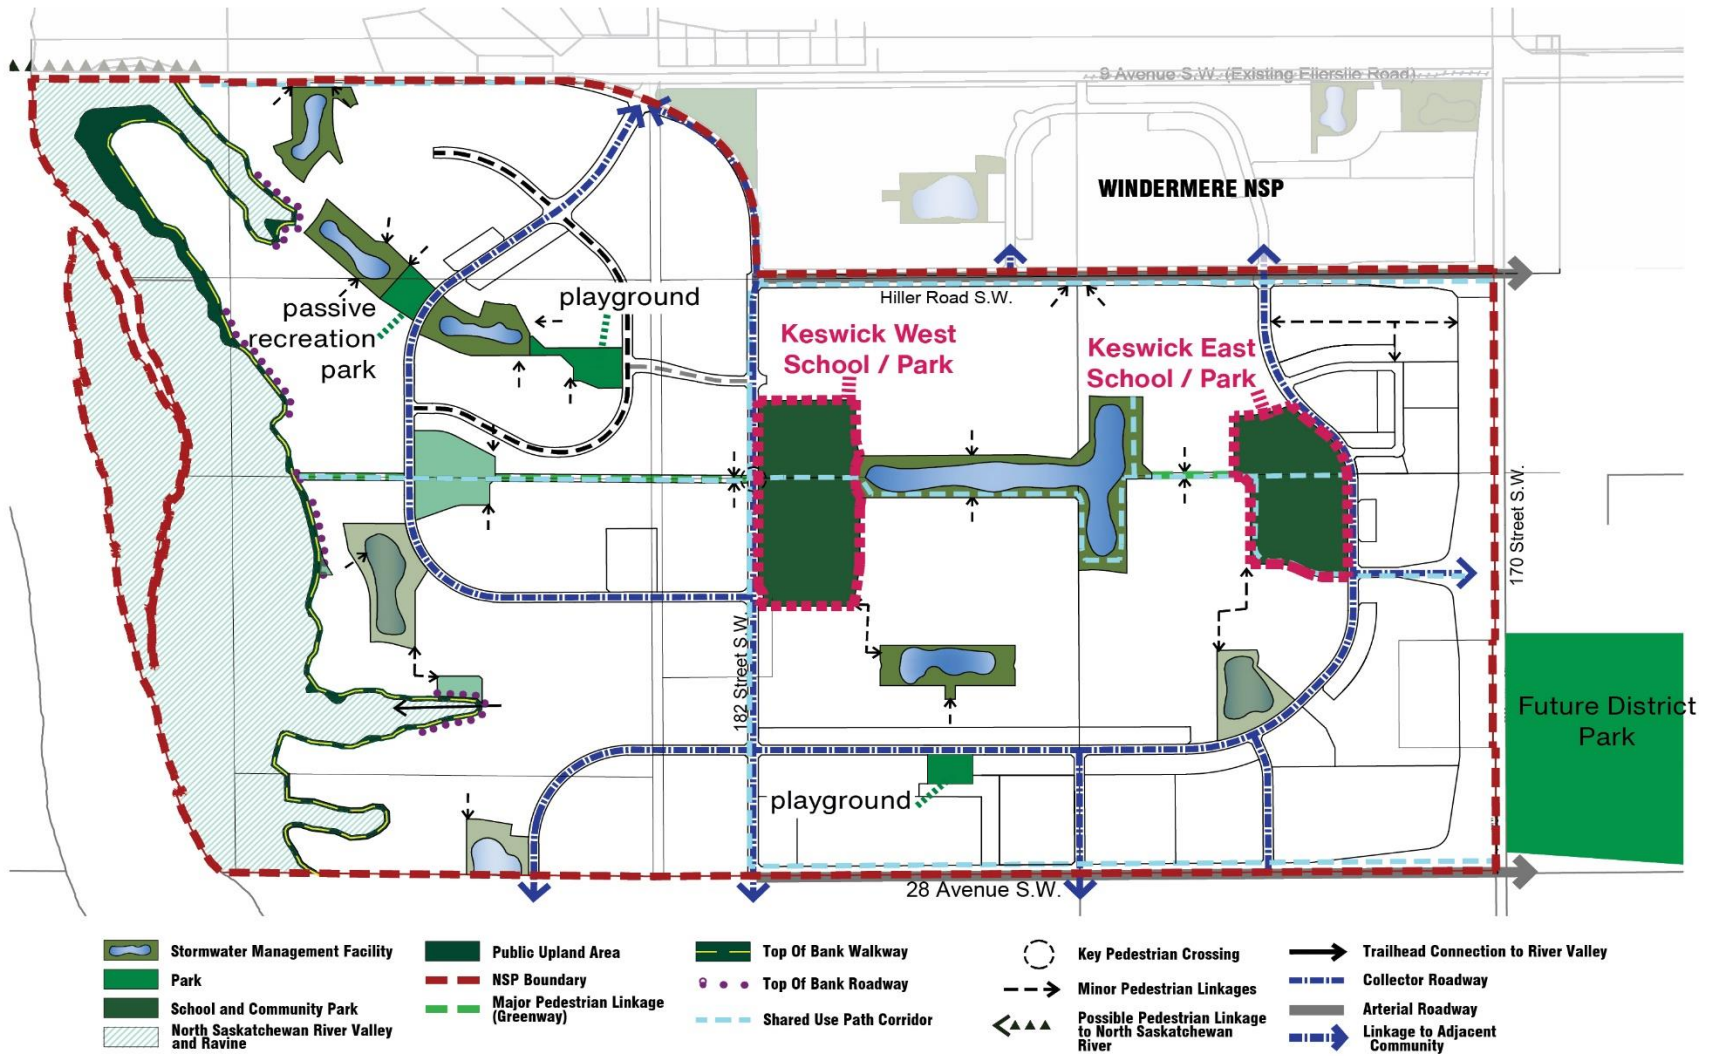 9 Avenue S.W. (Existing Ellerslie Road)
WINDERMERE NSP
Hiller Road S.W.
passive
recreation
park
playground
Keswick West
School / Park
Keswick East
School / Park
170 Street S.W.
182 Street S.W.
Future District
Park
playground
28 Avenue S.W.
Stormwater Management Facility
Park
School and Community Park
North Saskatchewan River Valley
and Ravine
Public Upland Area
NSP Boundary
Major Pedestrian Linkage
(Greenway)
Top Of Bank Walkway
Top Of Bank Roadway
Shared Use Path Corridor
Key Pedestrian Crossing
Minor Pedestrian Linkages
Possible Pedestrian Linkage
to North Saskatchewan
River
Trailhead Connection to River Valley
Collector Roadway
Arterial Roadway
Linkage to Adjacent
Community